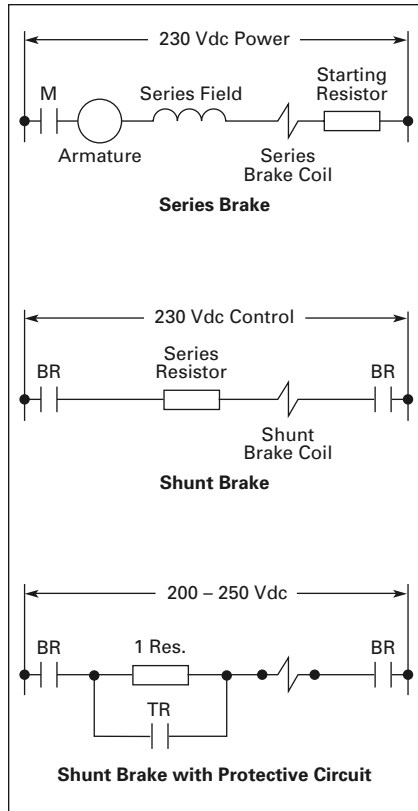 230 Vdc Power
M
Series Field
Starting
Resistor
Armature
Series
Brake Coil
Series Brake
230 Vdc Control
BR
Series
Resistor
BR
Shunt
Brake Coil
Shunt Brake
200 – 250 Vdc
BR
1 Res.
BR
TR
Shunt Brake with Protective Circuit